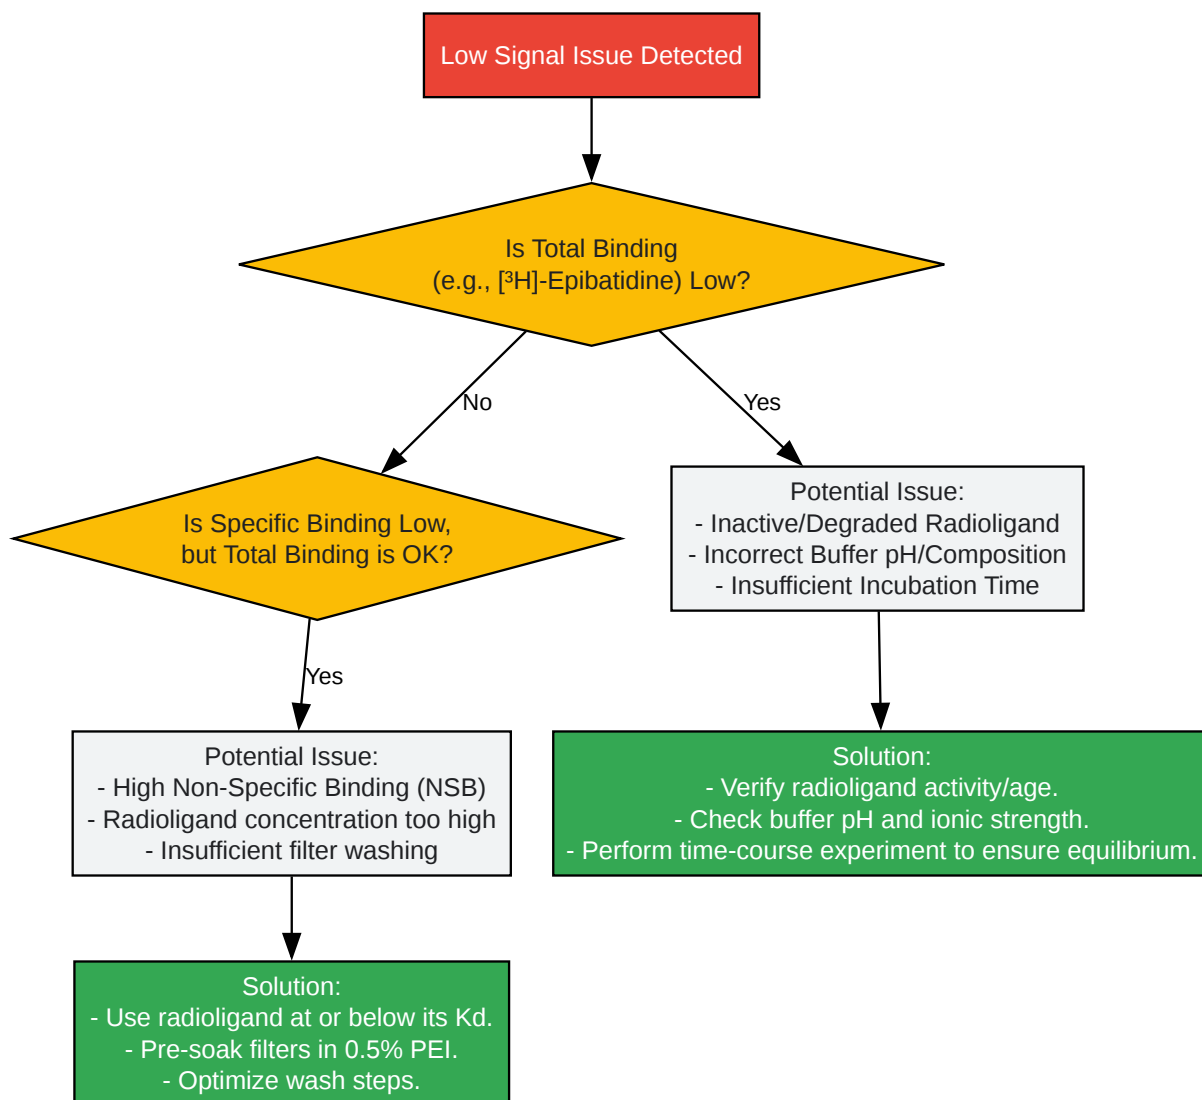 Low Signal Issue Detected
Is Total Binding
(e.g., [³H]-Epibatidine) Low?
No
Yes
Is Specific Binding Low,
but Total Binding is OK?
Potential Issue:
- Inactive/Degraded Radioligand
- Incorrect Buffer pH/Composition
- Insufficient Incubation Time
Yes
Potential Issue:
- High Non-Specific Binding (NSB)
- Radioligand concentration too high
- Insufficient filter washing
Solution:
- Verify radioligand activity/age.
- Check buffer pH and ionic strength.
- Perform time-course experiment to ensure equilibrium.
Solution:
- Use radioligand at or below its Kd.
- Pre-soak filters in 0.5% PEI.
- Optimize wash steps.